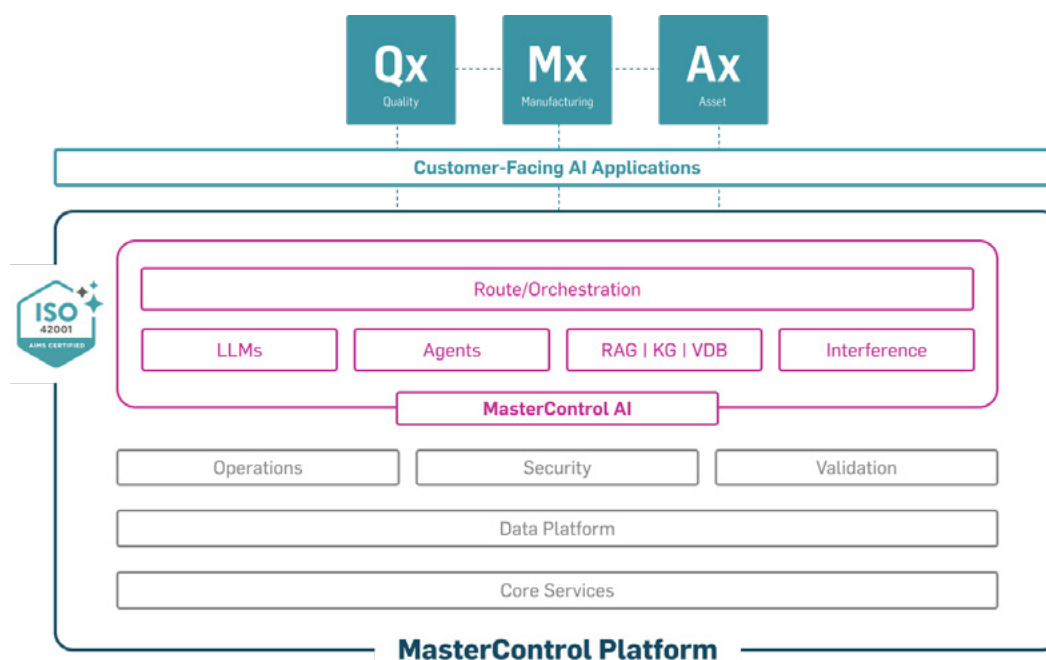 Qx
Quality
Mx
Manufacturing
Ax
Asset
Customer-Facing AI Applications
Route/Orchestration
ISO
42001
AIMS CERTIFIED
LLMs
Agents
RAG | KG | VDB
Interference
MasterControl AI
Operations
Security
Validation
Data Platform
Core Services
MasterControl Platform